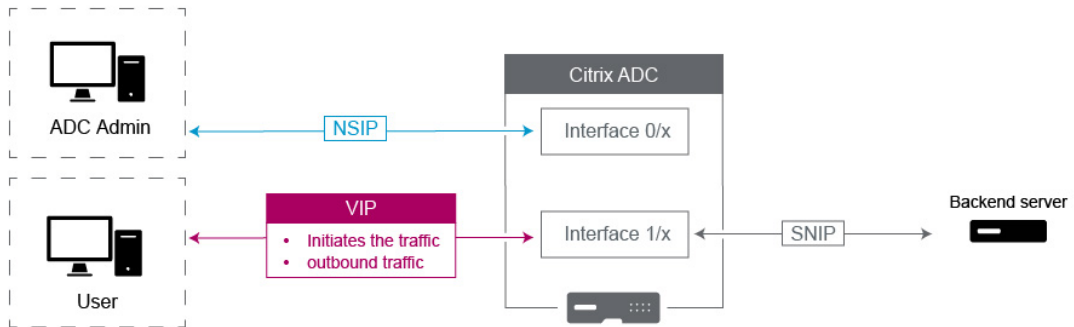 Citrix ADC
ADC Admin
NSIP
Interface 0/x
VIP
• Initiates the traffic
• outbound traffic
Interface 1/x
SNIP
Backend server
User